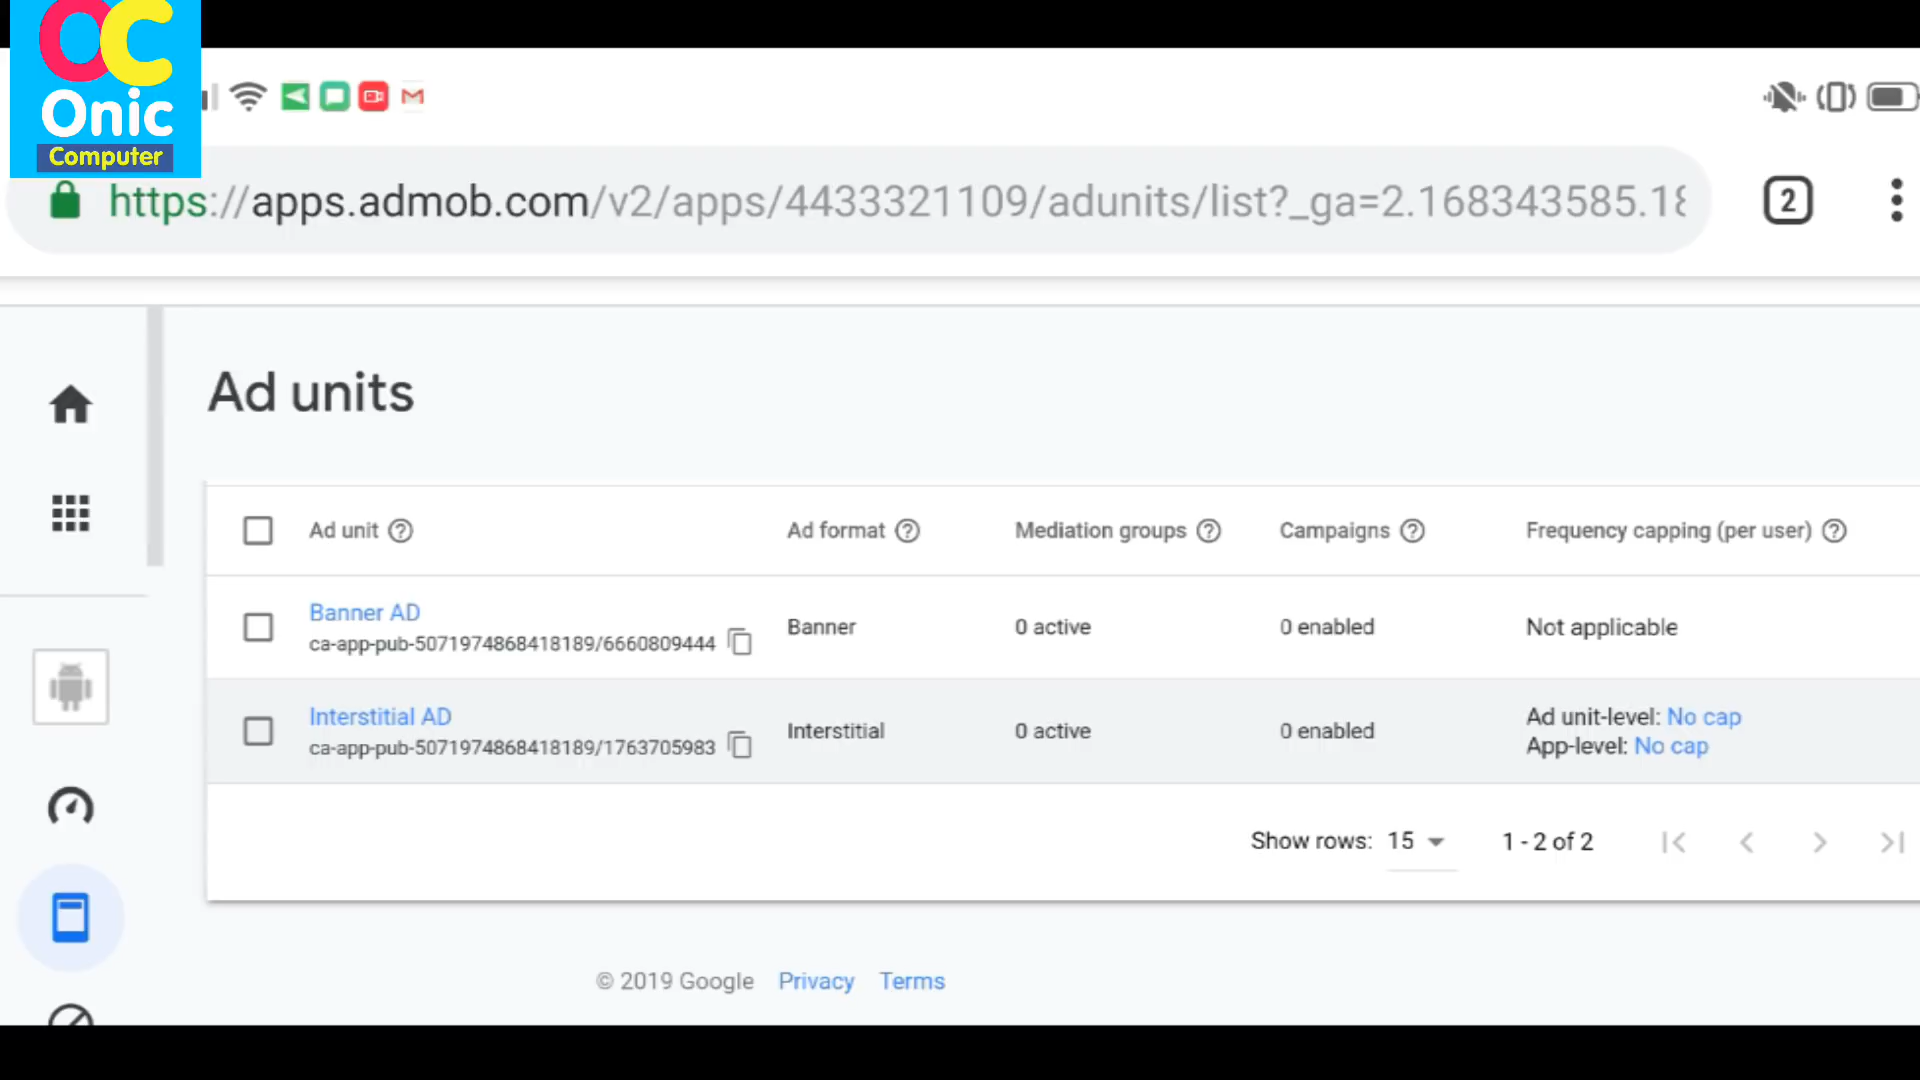 OC
Onic
Computer
https://apps.admob.com/v2/apps/4433321109/adunits/list?_ga=2.168343585.18
2
Ad units
Ad unit Ad format Mediation groups Campaigns Frequency capping (per user)
Banner AD
ca-app-pub-5071974868418189/6660809444
Banner 0 active 0 enabled Not applicable
Interstitial AD
ca-app-pub-5071974868418189/1763705983
Interstitial 0 active 0 enabled
Ad unit-level: No cap
App-level: No cap
Show rows: 15 1 - 2 of 2
© 2019 Google Privacy Terms